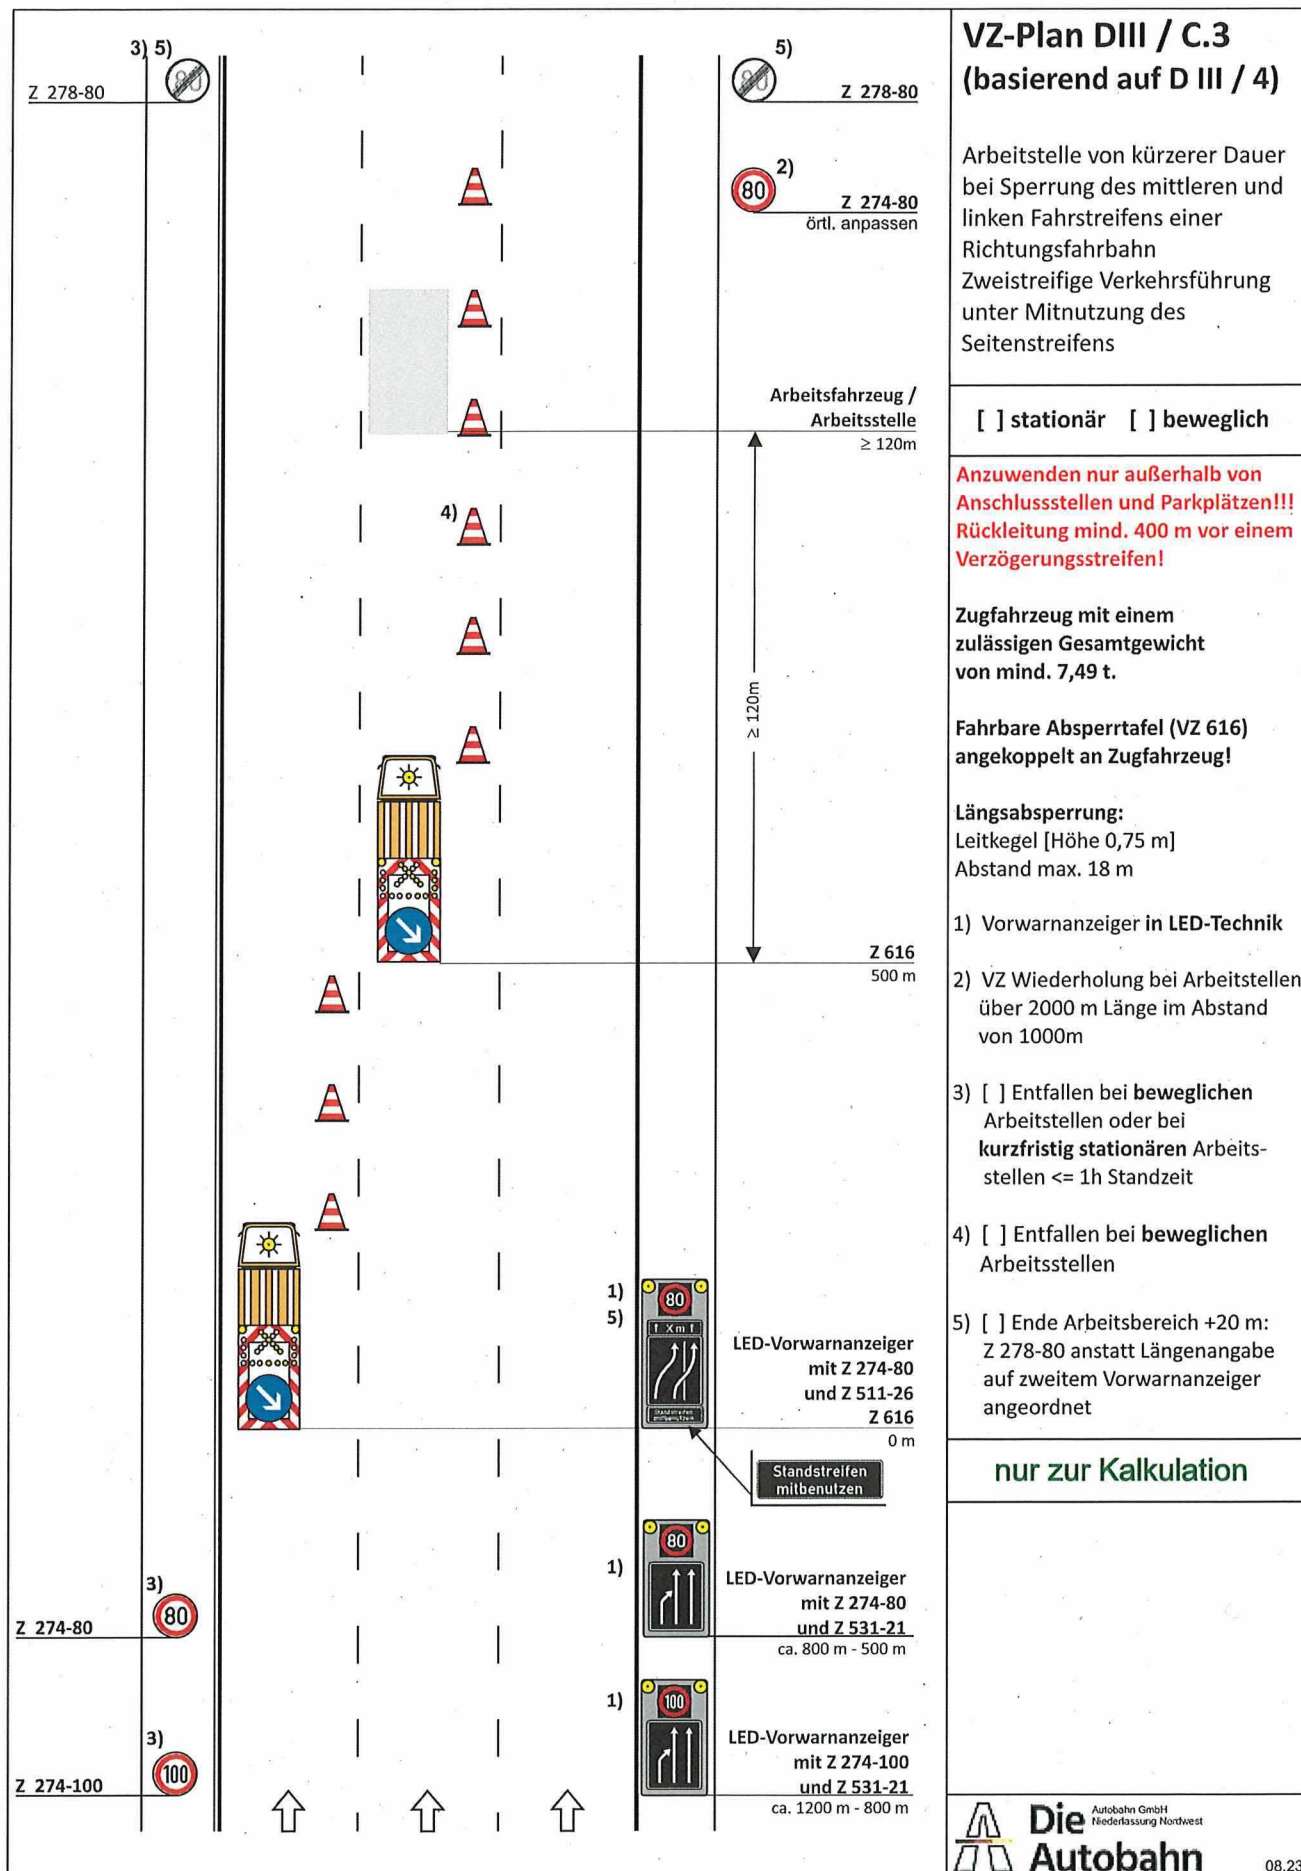 3) 5)
Z 278-80
5)
Z 278-80
2)
80
Z 274-80
örtl. anpassen
Arbeitsfahrzeug /
Arbeitsstelle
≥ 120m
4)
≥ 120m
Z 616
500 m
1)
5)
80
↑ X m ↑
Standstreifen
mitbenutzen
LED-Vorwarnanzeiger
mit Z 274-80
und Z 511-26
Z 616
0 m
Standstreifen
mitbenutzen
3)
80
Z 274-80
1)
80
LED-Vorwarnanzeiger
mit Z 274-80
und Z 531-21
ca. 800 m - 500 m
3)
100
Z 274-100
1)
100
LED-Vorwarnanzeiger
mit Z 274-100
und Z 531-21
ca. 1200 m - 800 m
VZ-Plan DIII / C.3
(basierend auf D III / 4)
Arbeitstelle von kürzerer Dauer
bei Sperrung des mittleren und
linken Fahrstreifens einer
Richtungsfahrbahn
Zweistreifige Verkehrsführung
unter Mitnutzung des
Seitenstreifens
[ ] stationär [ ] beweglich
Anzuwenden nur außerhalb von
Anschlussstellen und Parkplätzen!!!
Rückleitung mind. 400 m vor einem
Verzögerungsstreifen!
Zugfahrzeug mit einem
zulässigen Gesamtgewicht
von mind. 7,49 t.
Fahrbare Absperrtafel (VZ 616)
angekoppelt an Zugfahrzeug!
Längsabsperrung:
Leitkegel [Höhe 0,75 m]
Abstand max. 18 m
1) Vorwarnanzeiger in LED-Technik
2) VZ Wiederholung bei Arbeitstellen
über 2000 m Länge im Abstand
von 1000m
3) [ ] Entfallen bei beweglichen
Arbeitstellen oder bei
kurzfristig stationären Arbeits-
stellen <= 1h Standzeit
4) [ ] Entfallen bei beweglichen
Arbeitsstellen
5) [ ] Ende Arbeitsbereich +20 m:
Z 278-80 anstatt Längenangabe
auf zweitem Vorwarnanzeiger
angeordnet
nur zur Kalkulation
Die
Autobahn
Autobahn GmbH
Niederlassung Nordwest
08.23